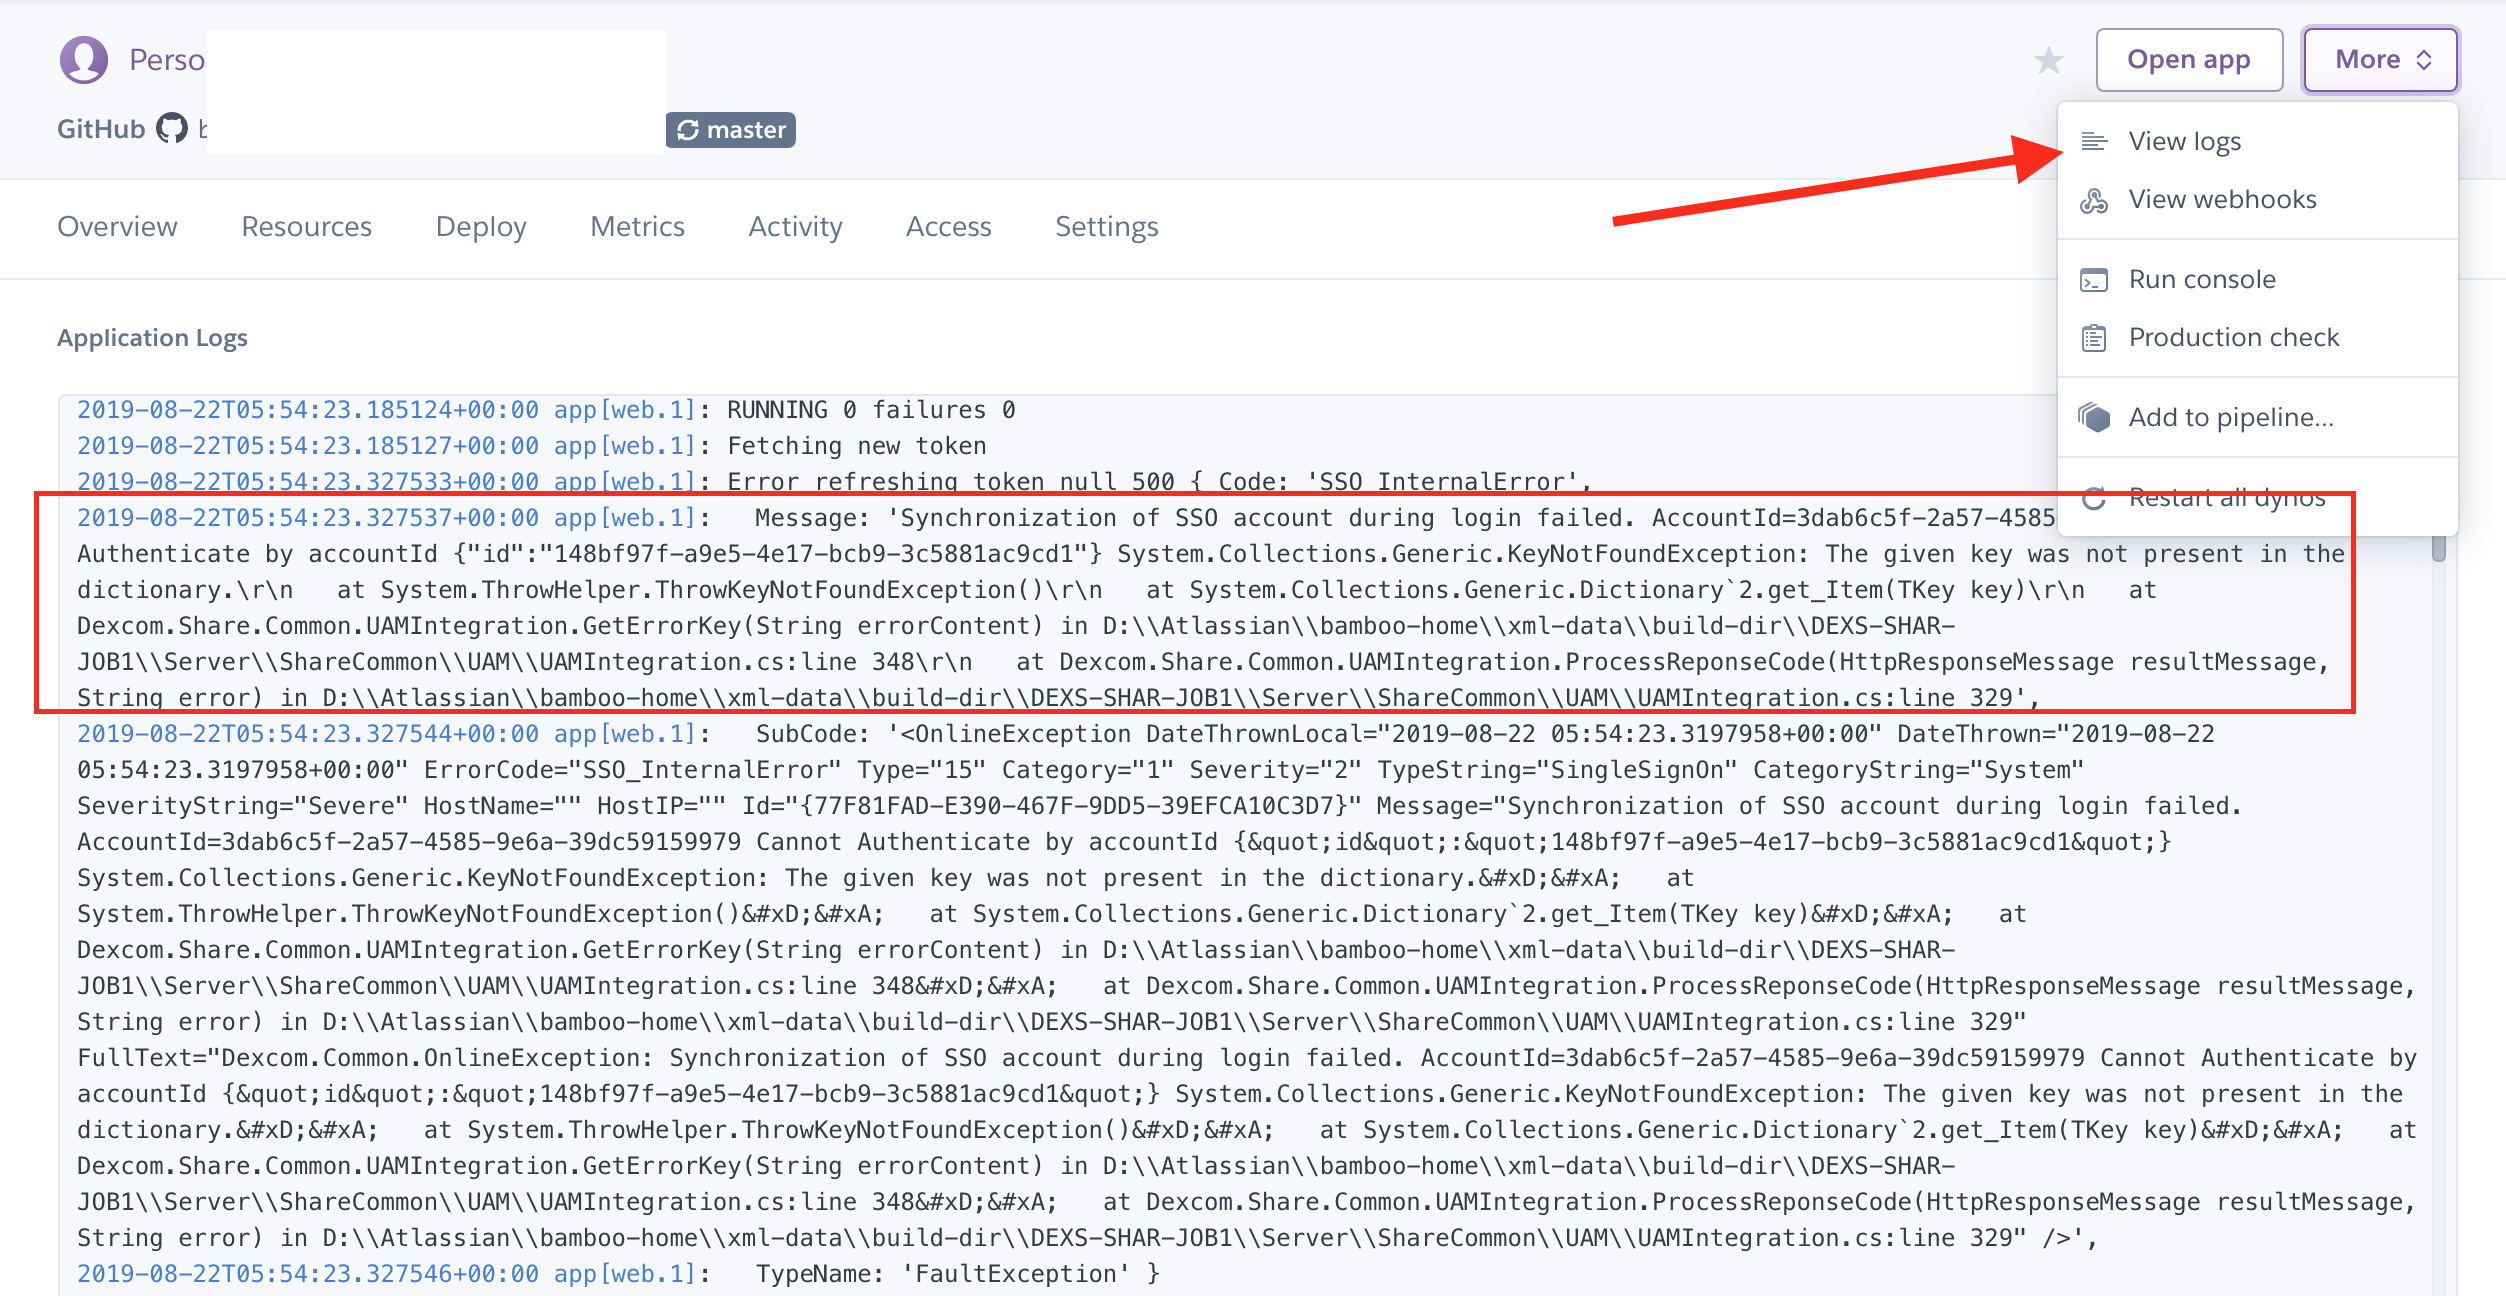 Perso
GitHub
master
Open app
More
View logs
View webhooks
Run console
Production check
Add to pipeline...
Restart all dynos
Overview Resources Deploy Metrics Activity Access Settings
Application Logs
2019-08-22T05:54:23.185124+00:00 app[web.1]: RUNNING 0 failures 0
2019-08-22T05:54:23.185127+00:00 app[web.1]: Fetching new token
2019-08-22T05:54:23.327533+00:00 app[web.1]: Error refreshing token null 500 { Code: 'SSO_InternalError',
2019-08-22T05:54:23.327537+00:00 app[web.1]:   Message: 'Synchronization of SSO account during login failed. AccountId=3dab6c5f-2a57-4585
Authenticate by accountId {"id":"148bf97f-a9e5-4e17-bcb9-3c5881ac9cd1"} System.Collections.Generic.KeyNotFoundException: The given key was not present in the
dictionary.\r\n   at System.ThrowHelper.ThrowKeyNotFoundException()\r\n   at System.Collections.Generic.Dictionary`2.get_Item(TKey key)\r\n   at
Dexcom.Share.Common.UAMIntegration.GetErrorKey(String errorContent) in D:\\Atlassian\\bamboo-home\\xml-data\\build-dir\\DEXS-SHAR-
JOB1\\Server\\ShareCommon\\UAM\\UAMIntegration.cs:line 348\r\n   at Dexcom.Share.Common.UAMIntegration.ProcessReponseCode(HttpResponseMessage resultMessage,
String error) in D:\\Atlassian\\bamboo-home\\xml-data\\build-dir\\DEXS-SHAR-JOB1\\Server\\ShareCommon\\UAM\\UAMIntegration.cs:line 329',
2019-08-22T05:54:23.327544+00:00 app[web.1]:   SubCode: '<OnlineException DateThrownLocal="2019-08-22 05:54:23.3197958+00:00" DateThrown="2019-08-22
05:54:23.3197958+00:00" ErrorCode="SSO_InternalError" Type="15" Category="1" Severity="2" TypeString="SingleSignOn" CategoryString="System"
SeverityString="Severe" HostName="" HostIP="" Id="{77F81FAD-E390-467F-9DD5-39EFCA10C3D7}" Message="Synchronization of SSO account during login failed.
AccountId=3dab6c5f-2a57-4585-9e6a-39dc59159979 Cannot Authenticate by accountId {&quot;id&quot;:&quot;148bf97f-a9e5-4e17-bcb9-3c5881ac9cd1&quot;}
System.Collections.Generic.KeyNotFoundException: The given key was not present in the dictionary.&#xD;&#xA;   at
System.ThrowHelper.ThrowKeyNotFoundException()&#xD;&#xA;   at System.Collections.Generic.Dictionary`2.get_Item(TKey key)&#xD;&#xA;   at
Dexcom.Share.Common.UAMIntegration.GetErrorKey(String errorContent) in D:\\Atlassian\\bamboo-home\\xml-data\\build-dir\\DEXS-SHAR-
JOB1\\Server\\ShareCommon\\UAM\\UAMIntegration.cs:line 348&#xD;&#xA;   at Dexcom.Share.Common.UAMIntegration.ProcessReponseCode(HttpResponseMessage resultMessage,
String error) in D:\\Atlassian\\bamboo-home\\xml-data\\build-dir\\DEXS-SHAR-JOB1\\Server\\ShareCommon\\UAM\\UAMIntegration.cs:line 329"
FullText="Dexcom.Common.OnlineException: Synchronization of SSO account during login failed. AccountId=3dab6c5f-2a57-4585-9e6a-39dc59159979 Cannot Authenticate by
accountId {&quot;id&quot;:&quot;148bf97f-a9e5-4e17-bcb9-3c5881ac9cd1&quot;} System.Collections.Generic.KeyNotFoundException: The given key was not present in the
dictionary.&#xD;&#xA;   at System.ThrowHelper.ThrowKeyNotFoundException()&#xD;&#xA;   at System.Collections.Generic.Dictionary`2.get_Item(TKey key)&#xD;&#xA;   at
Dexcom.Share.Common.UAMIntegration.GetErrorKey(String errorContent) in D:\\Atlassian\\bamboo-home\\xml-data\\build-dir\\DEXS-SHAR-
JOB1\\Server\\ShareCommon\\UAM\\UAMIntegration.cs:line 348&#xD;&#xA;   at Dexcom.Share.Common.UAMIntegration.ProcessReponseCode(HttpResponseMessage resultMessage,
String error) in D:\\Atlassian\\bamboo-home\\xml-data\\build-dir\\DEXS-SHAR-JOB1\\Server\\ShareCommon\\UAM\\UAMIntegration.cs:line 329" />',
2019-08-22T05:54:23.327546+00:00 app[web.1]:   TypeName: 'FaultException' }